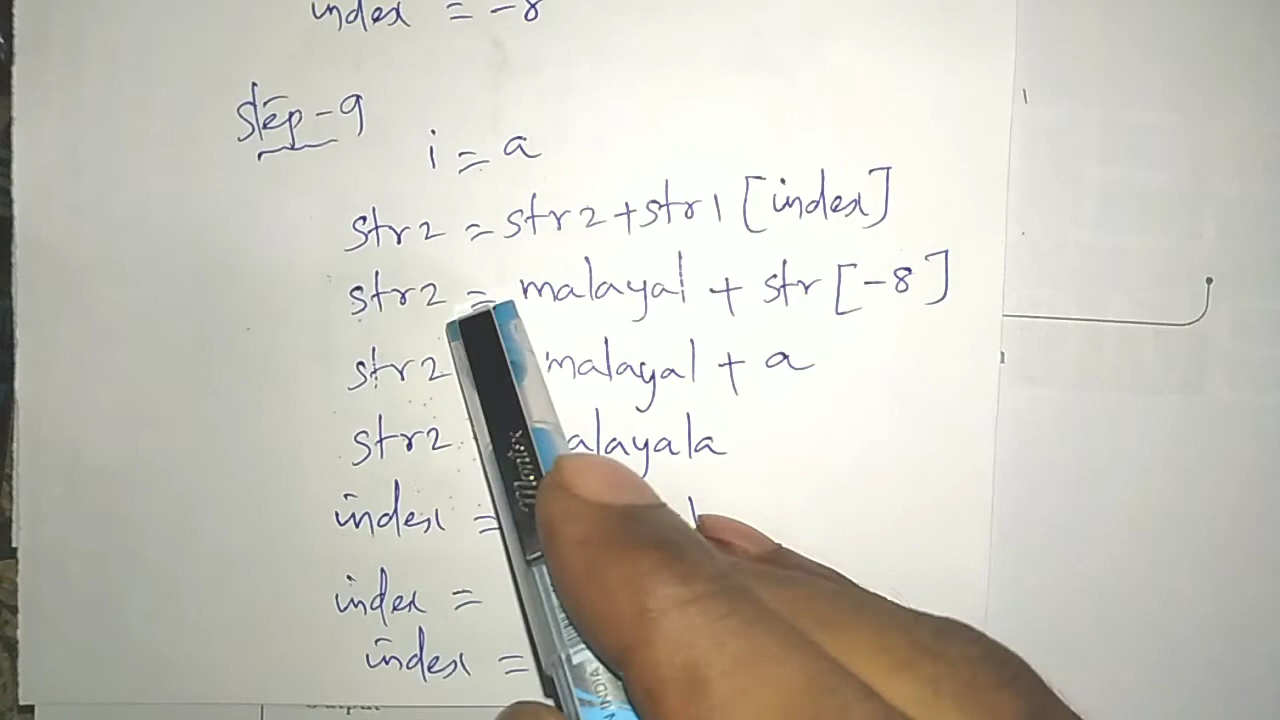 index = -8
Step-9
i = a
str2 = str2+str1 [index]
str2 = malayal + str [-8]
str2 malayal + a
str2 alayala
index =
index =
index =
Montex
INDIA